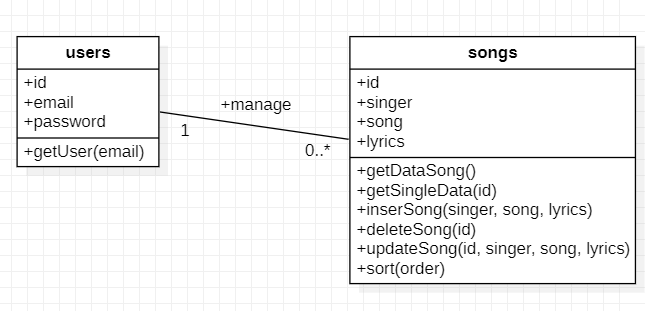 users
+id
+email
+password
+getUser(email)
+manage
1
0..*
songs
+id
+singer
+song
+lyrics
+getDataSong()
+getSingleData(id)
+inserSong(singer, song, lyrics)
+deleteSong(id)
+updateSong(id, singer, song, lyrics)
+sort(order)